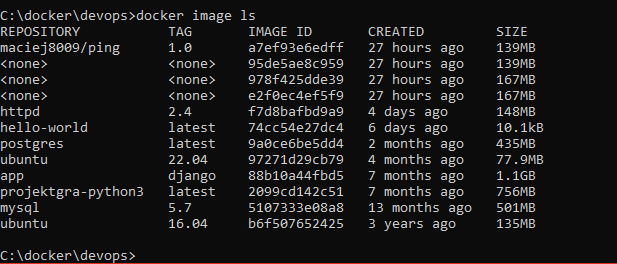 C:\docker\devops>docker image ls
REPOSITORY TAG IMAGE ID CREATED SIZE
maciej8009/ping 1.0 a7ef93e6edff 27 hours ago 139MB
<none> <none> 95de5ae8c959 27 hours ago 139MB
<none> <none> 978f425dde39 27 hours ago 167MB
<none> <none> e2f0ec4ef5f9 27 hours ago 167MB
httpd 2.4 f7d8bafbd9a9 4 days ago 148MB
hello-world latest 74cc54e27dc4 6 days ago 10.1kB
postgres latest 9a0ce6be5dd4 2 months ago 435MB
ubuntu 22.04 97271d29cb79 4 months ago 77.9MB
app django 88b10a44fbd5 7 months ago 1.1GB
projektgra-python3 latest 2099cd142c51 7 months ago 756MB
mysql 5.7 5107333e08a8 13 months ago 501MB
ubuntu 16.04 b6f507652425 3 years ago 135MB
C:\docker\devops>